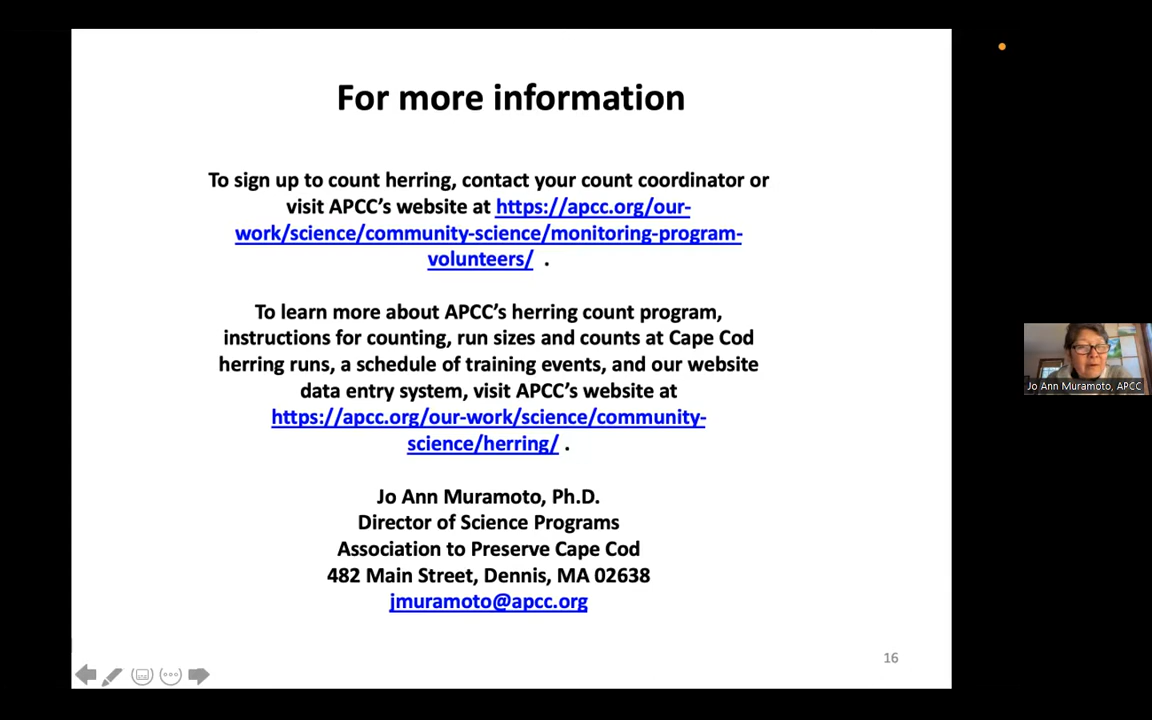 For more information
To sign up to count herring, contact your count coordinator or
visit APCC’s website at https://apcc.org/our-
work/science/community-science/monitoring-program-
volunteers/ .
To learn more about APCC’s herring count program,
instructions for counting, run sizes and counts at Cape Cod
herring runs, a schedule of training events, and our website
data entry system, visit APCC’s website at
https://apcc.org/our-work/science/community-
science/herring/ .
Jo Ann Muramoto, Ph.D.
Director of Science Programs
Association to Preserve Cape Cod
482 Main Street, Dennis, MA 02638
jmuramoto@apcc.org
16
Jo Ann Muramoto, APCC